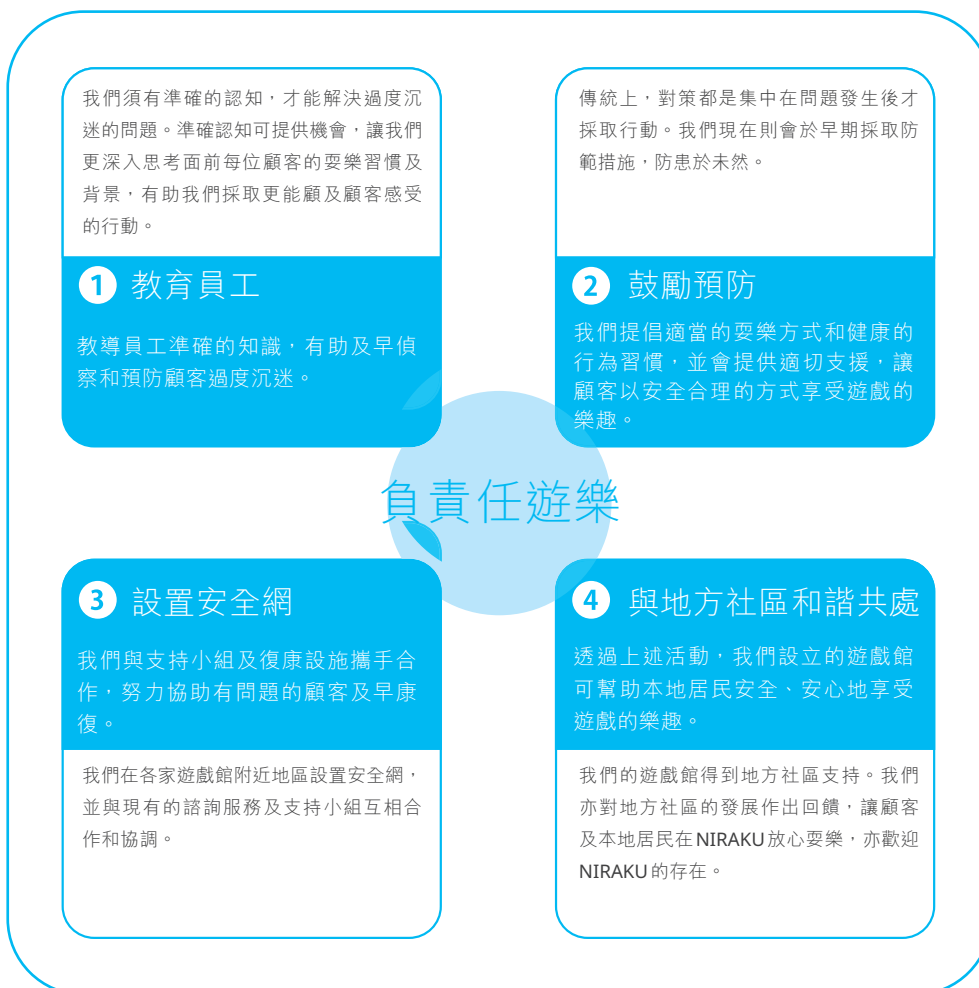 我們須有準確的認知，才能解決過度沉
迷的問題。準確認知可提供機會，讓我們
更深入思考面前每位顧客的耍樂習慣及
背景，有助我們採取更能顧及顧客感受
的行動。
1 教育員工
教導員工準確的知識，有助及早偵
察和預防顧客過度沉迷。
傳統上，對策都是集中在問題發生後才
採取行動。我們現在則會於早期採取防
範措施，防患於未然。
2 鼓勵預防
我們提倡適當的耍樂方式和健康的
行為習慣，並會提供適切支援，讓
顧客以安全合理的方式享受遊戲的
樂趣。
負責任遊樂
3 設置安全網
我們與支持小組及復康設施攜手合
作，努力協助有問題的顧客及早康
復。
我們在各家遊戲館附近地區設置安全網，
並與現有的諮詢服務及支持小組互相合
作和協調。
4 與地方社區和諧共處
透過上述活動，我們設立的遊戲館
可幫助本地居民安全、安心地享受
遊戲的樂趣。
我們的遊戲館得到地方社區支持。我們
亦對地方社區的發展作出回饋，讓顧客
及本地居民在NIRAKU放心耍樂，亦歡迎
NIRAKU的存在。